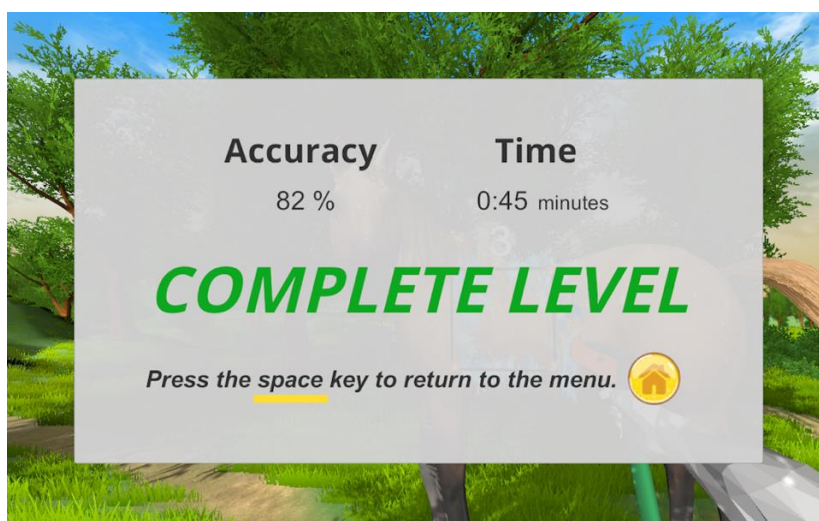 Accuracy Time
82 % 0:45 minutes
COMPLETE LEVEL
Press the space key to return to the menu.